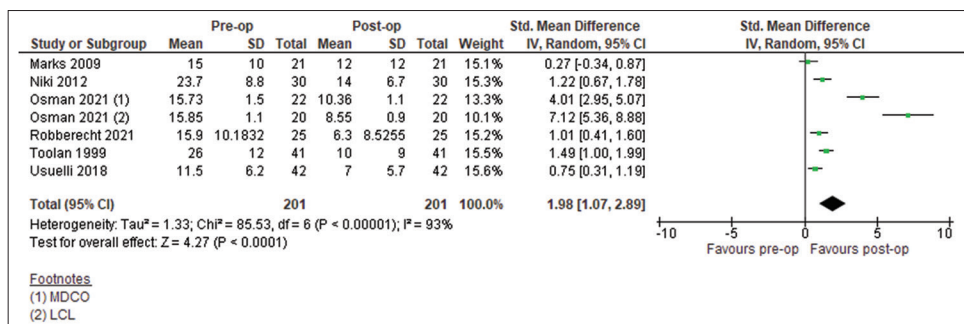 Pre-op Post-op Std. Mean Difference Std. Mean Difference
Study or Subgroup Mean SD Total Mean SD Total Weight IV, Random, 95% CI IV, Random, 95% CI
Marks 2009 15 10 21 12 12 21 15.1% 0.27 [-0.34, 0.87]
Niki 2012 23.7 8.8 30 14 6.7 30 15.2% 1.22 [0.67, 1.78]
Osman 2021 (1) 15.73 1.5 22 10.36 1.1 22 13.3% 4.01 [2.95, 5.07]
Osman 2021 (2) 15.85 1.1 20 8.55 0.9 20 10.1% 7.12 [5.36, 8.88]
Robberecht 2021 15.9 10.1832 25 6.3 8.5255 25 15.2% 1.01 [0.41, 1.60]
Toolan 1999 26 12 41 10 9 41 15.5% 1.49 [1.00, 1.99]
Usuelli 2018 11.5 6.2 42 7 5.7 42 15.6% 0.75 [0.31, 1.19]
Total (95% CI) 201 201 100.0% 1.98 [1.07, 2.89]
Heterogeneity: Tau² = 1.33; Chi² = 85.53, df = 6 (P < 0.00001); I² = 93%
Test for overall effect: Z = 4.27 (P < 0.0001)
-10 -5 0 5 10
Favours pre-op Favours post-op
Footnotes
(1) MDCO
(2) LCL